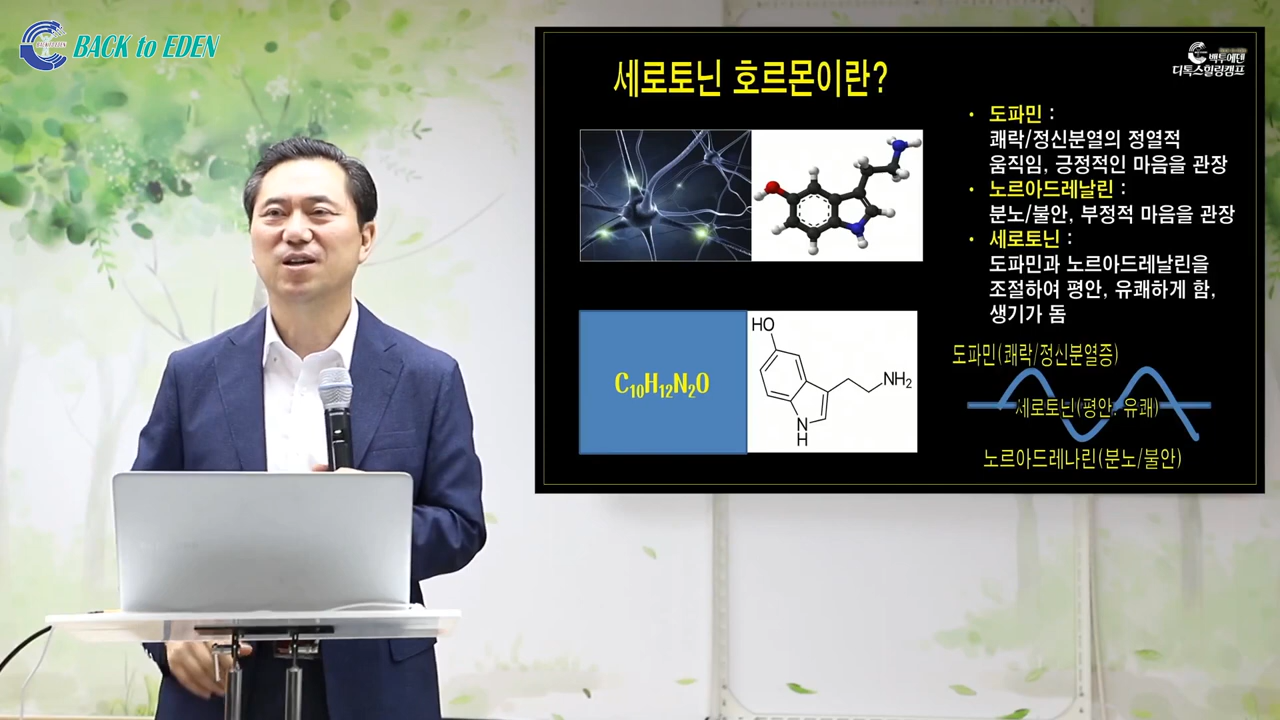 BACK to EDEN
세로토닌 호르몬이란?
백투에덴
디톡스힐링캠프
• 도파민 :
쾌락/정신분열의 정열적
움직임, 긍정적인 마음을 관장
• 노르아드레날린 :
분노/불안, 부정적 마음을 관장
• 세로토닌 :
도파민과 노르아드레날린을
조절하여 평안, 유쾌하게 함,
생기가 돔
C10H12N2O
HO
NH2
N
H
도파민(쾌락/정신분열증)
세로토닌(평안, 유쾌)
노르아드레나린(분노/불안)